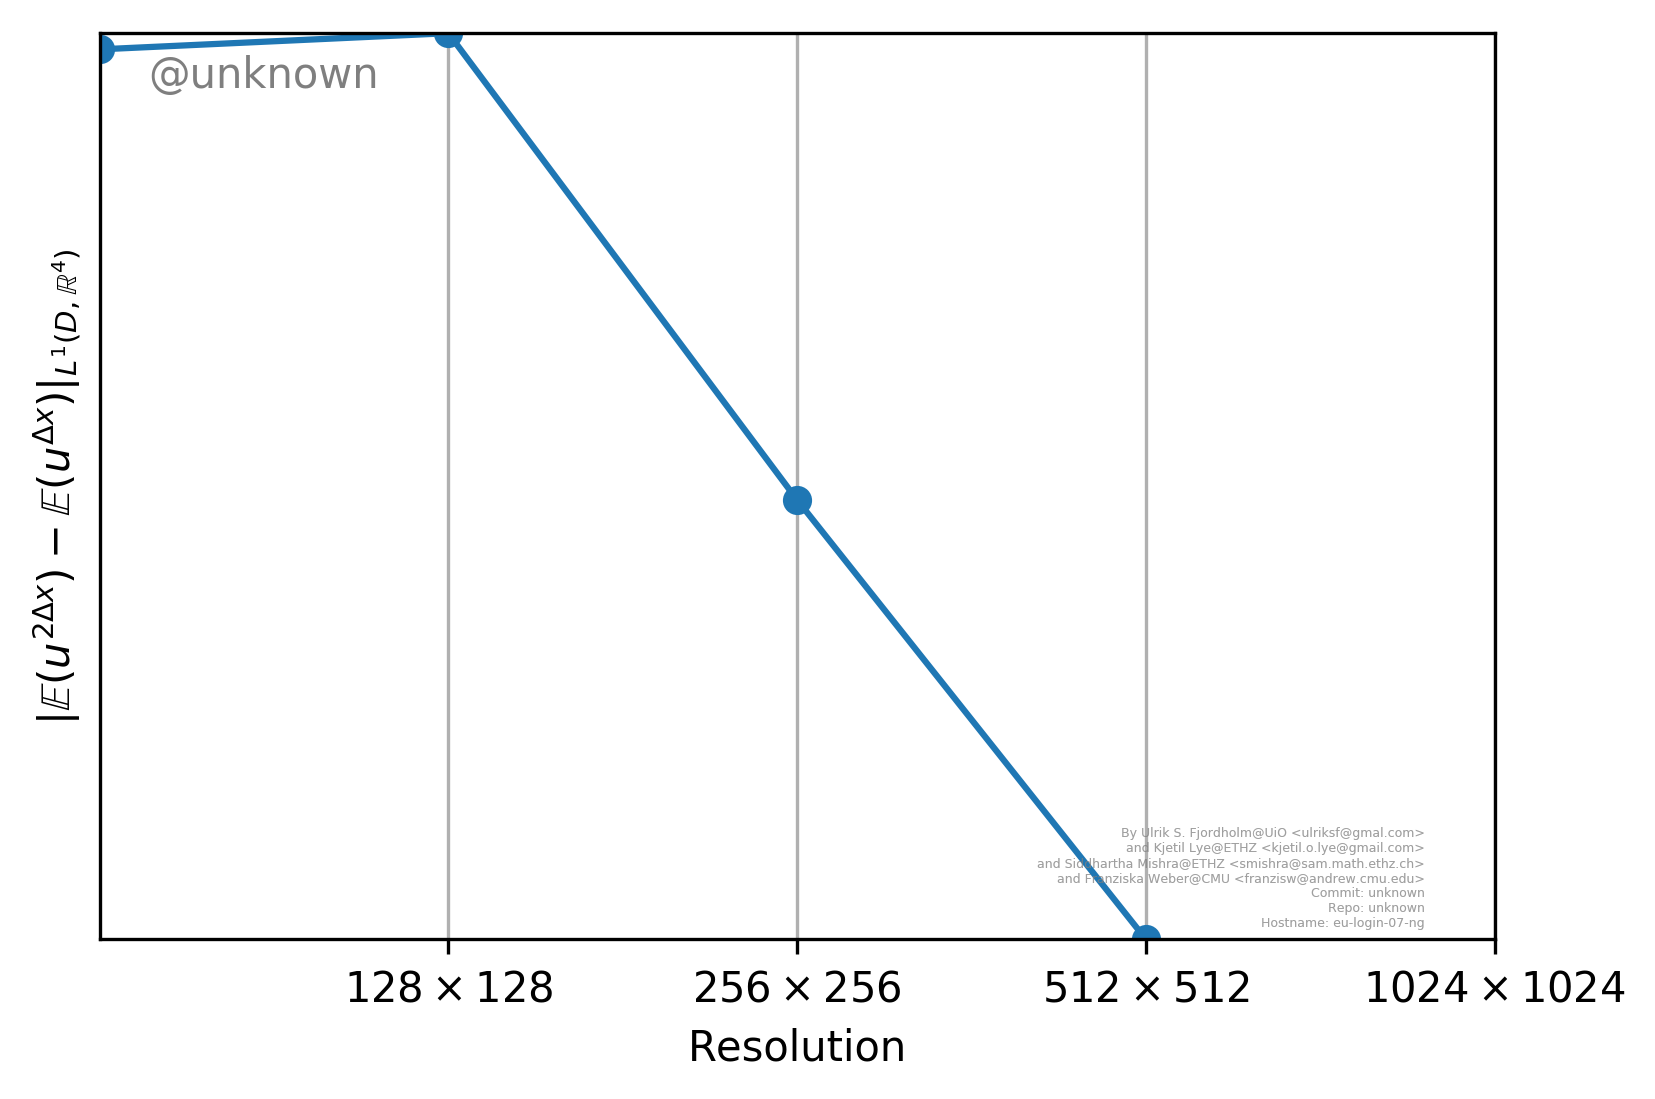 @unknown
|𝔼(u^{2Δx}) − 𝔼(u^{Δx})|_{L^1(D, ℝ^4)}
By Ulrik S. Fjordholm@UiO <ulriksf@gmal.com>
and Kjetil Lye@ETHZ <kjetil.o.lye@gmail.com>
and Siddhartha Mishra@ETHZ <smishra@sam.math.ethz.ch>
and Franziska Weber@CMU <franzisw@andrew.cmu.edu>
Commit: unknown
Repo: unknown
Hostname: eu-login-07-ng
128 × 128 256 × 256 512 × 512 1024 × 1024
Resolution